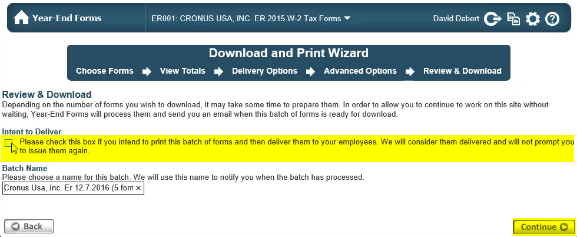 Year-End Forms
ER001: CRONUS USA, INC. ER 2015 W-2 Tax Forms
David Debert
Download and Print Wizard
Choose Forms
View Totals
Delivery Options
Advanced Options
Review & Download
Review & Download
Depending on the number of forms you wish to download, it may take some time to prepare them. In order to allow you to continue to work on this site without
waiting, Year-End Forms will process them and send you an email when this batch of forms is ready for download.
Intent to Deliver
Please check this box if you intend to print this batch of forms and then deliver them to your employees. We will consider them delivered and will not prompt you
to issue them again.
Batch Name
Please choose a name for this batch. We will use this name to notify you when the batch has processed.
Cronus Usa, Inc. Er 12.7.2016 (5 forn ×
Back
Continue